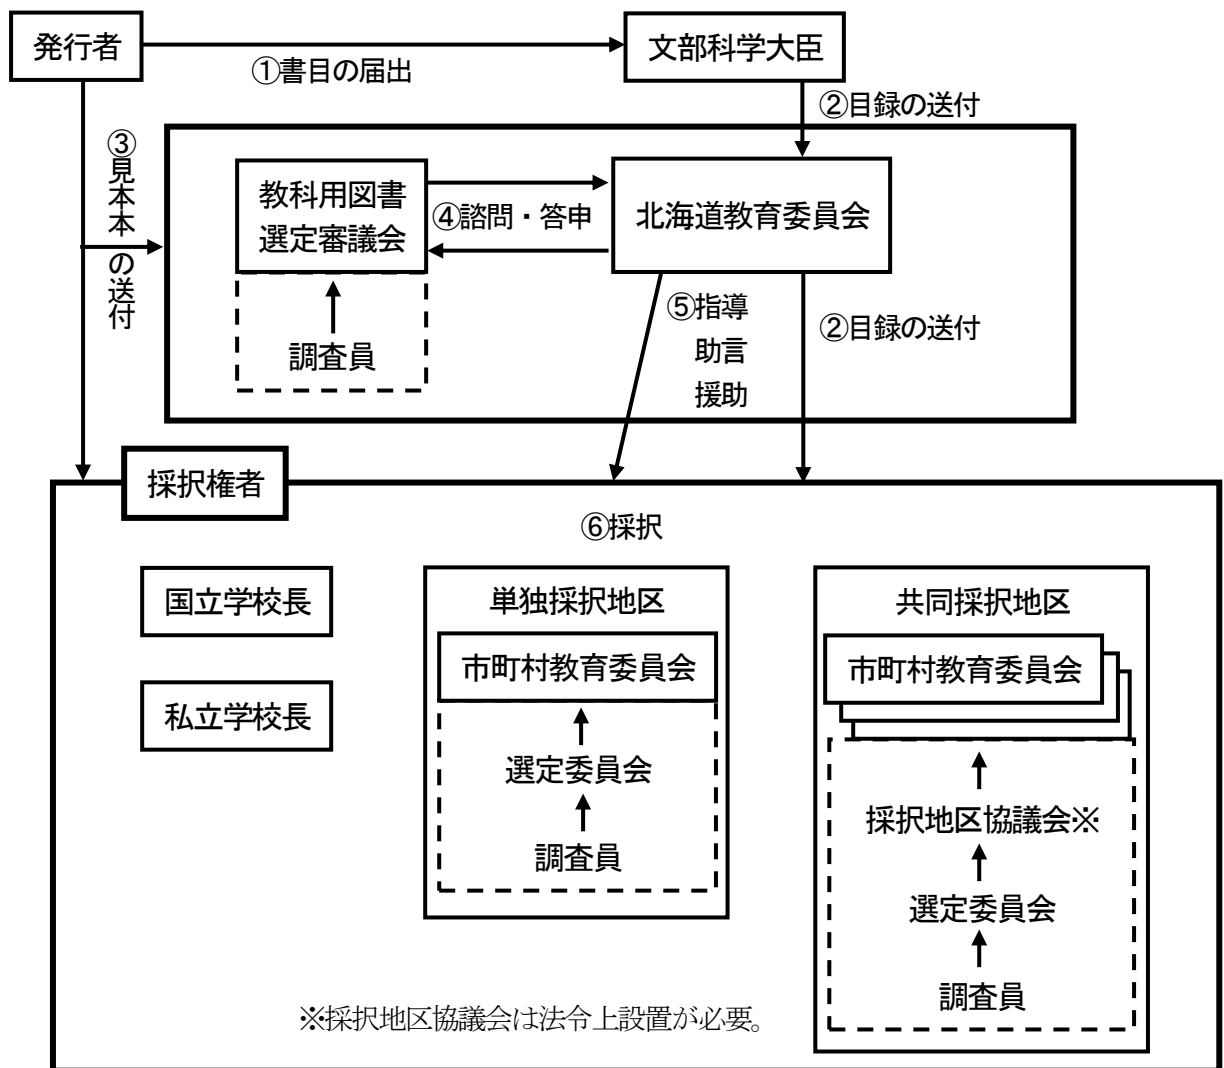 発行者
文部科学大臣
①書目の届出
②目録の送付
③見本本の送付
教科用図書
選定審議会
④諮問・答申
北海道教育委員会
調査員
⑤指導
助言
援助
②目録の送付
採択権者
⑥採択
国立学校長
私立学校長
単独採択地区
市町村教育委員会
選定委員会
調査員
共同採択地区
市町村教育委員会
採択地区協議会※
選定委員会
調査員
※採択地区協議会は法令上設置が必要。